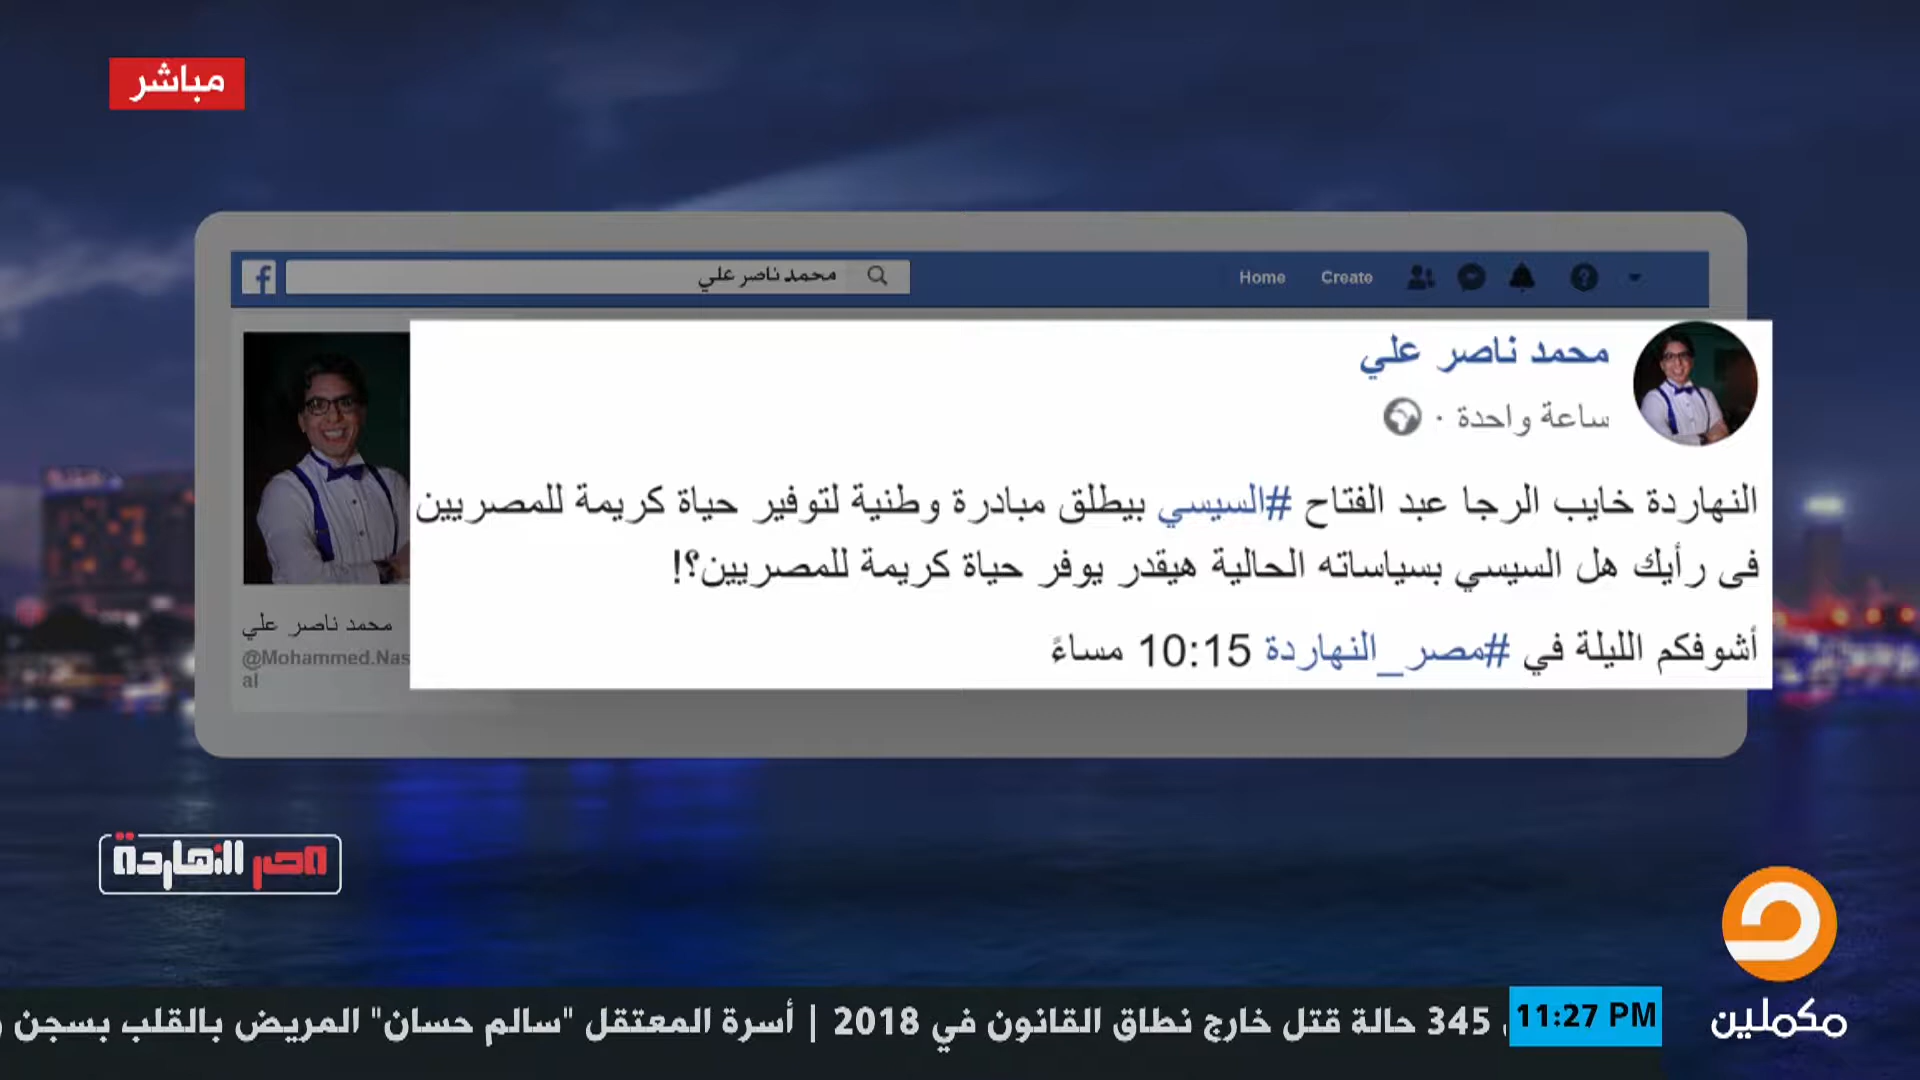 مباشر
محمد ناصر علي
Home Create
محمد ناصر علي
ساعة واحدة ·
النهاردة خايب الرجا عبد الفتاح #السيسي بيطلق مبادرة وطنية لتوفير حياة كريمة للمصريين
فى رأيك هل السيسي بسياساته الحالية هيقدر يوفر حياة كريمة للمصريين؟!
أشوفكم الليلة في #مصر_النهاردة 10:15 مساءً
محمد ناصر علي
@Mohammed.Nas
al
مصر النهاردة
مكملين
11:27 PM
345 حالة قتل خارج نطاق القانون في 2018 | أسرة المعتقل "سالم حسان" المريض بالقلب بسجن